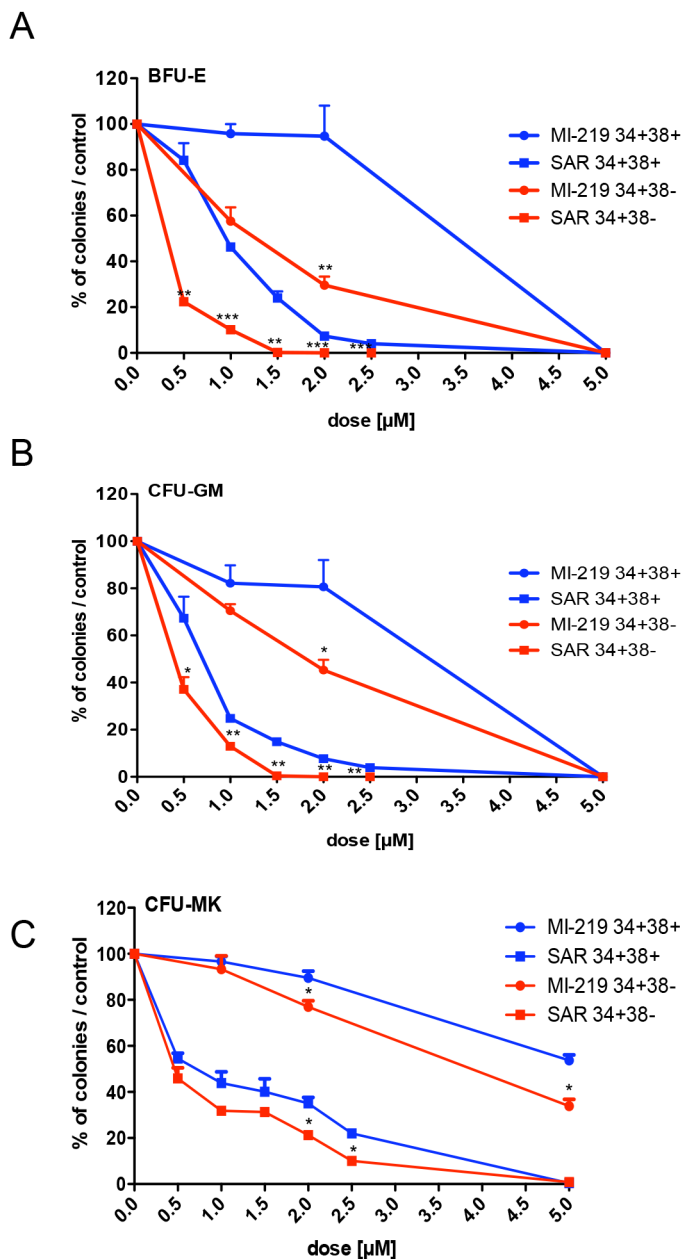 A
BFU-E
120
100
80
60
40
20
0
% of colonies / control
MI-219 34+38+
SAR 34+38+
MI-219 34+38-
SAR 34+38-
**
** *** ** *** ***
0.0 0.5 1.0 1.5 2.0 2.5 3.0 3.5 4.0 4.5 5.0
dose [µM]
B
CFU-GM
120
100
80
60
40
20
0
% of colonies / control
MI-219 34+38+
SAR 34+38+
MI-219 34+38-
SAR 34+38-
*
* ** ** ** **
0.0 0.5 1.0 1.5 2.0 2.5 3.0 3.5 4.0 4.5 5.0
dose [µM]
C
CFU-MK
120
100
80
60
40
20
0
% of colonies / control
MI-219 34+38+
SAR 34+38+
MI-219 34+38-
SAR 34+38-
*
*
* *
0.0 0.5 1.0 1.5 2.0 2.5 3.0 3.5 4.0 4.5 5.0
dose [µM]